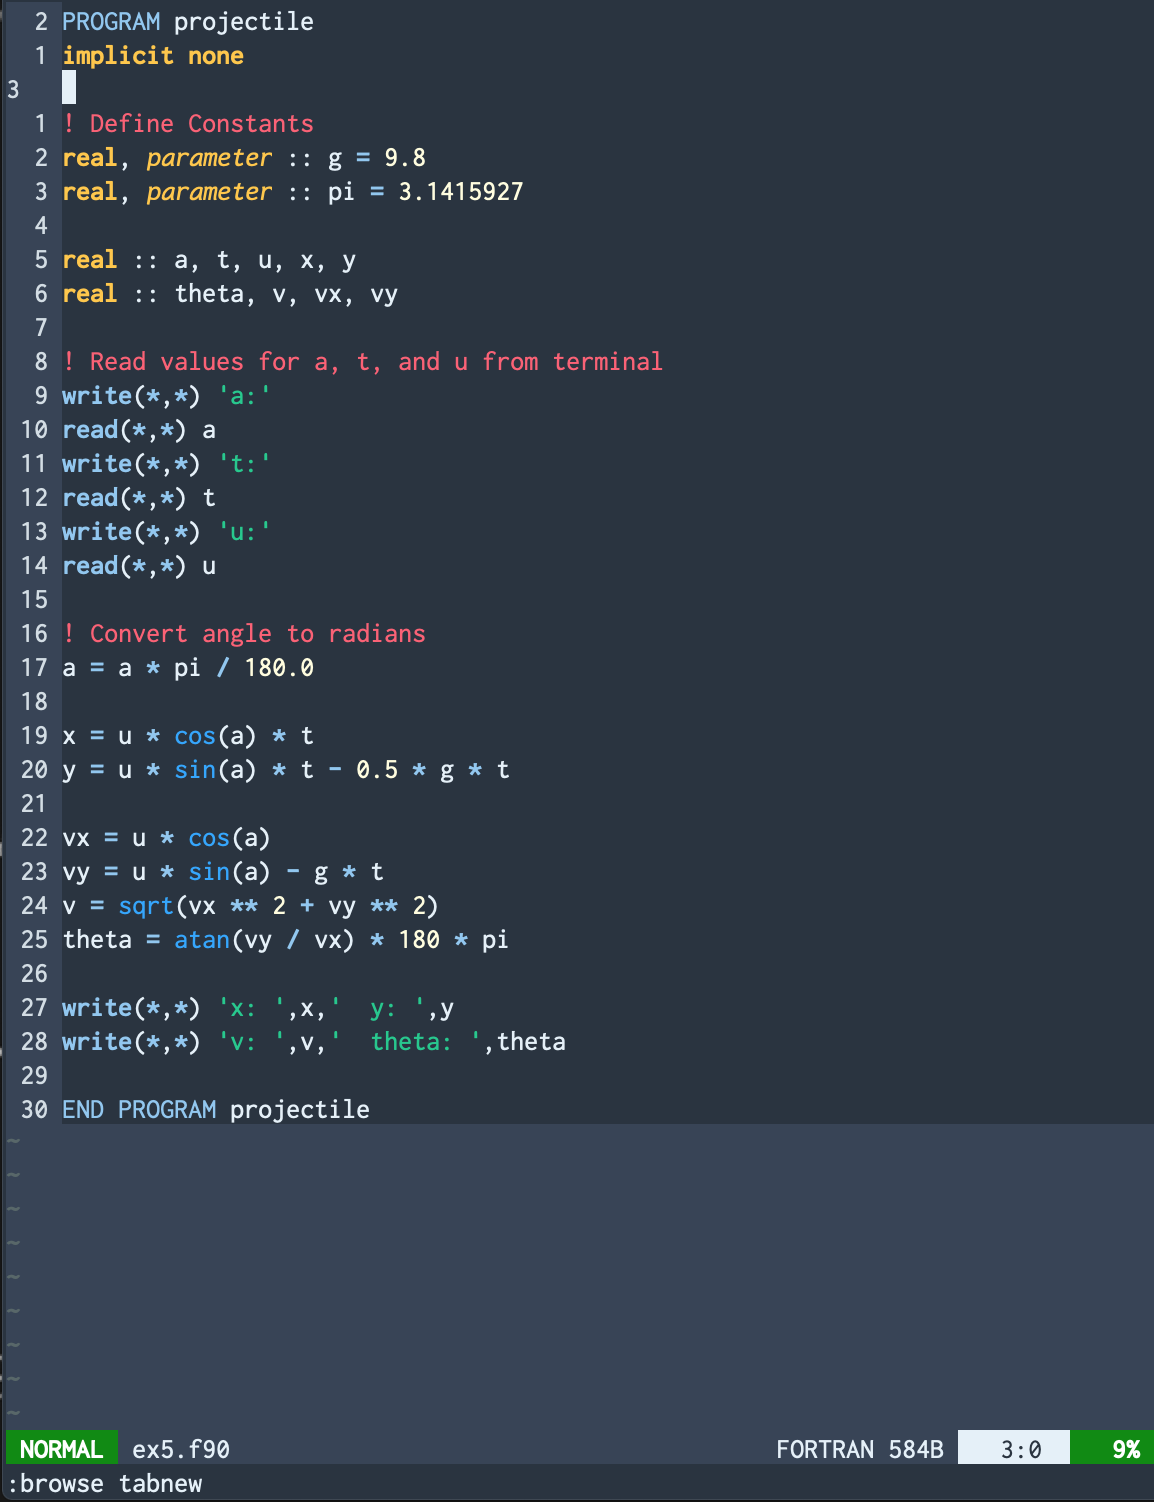 2 PROGRAM projectile
1 implicit none
3
1 ! Define Constants
2 real, parameter :: g = 9.8
3 real, parameter :: pi = 3.1415927
4
5 real :: a, t, u, x, y
6 real :: theta, v, vx, vy
7
8 ! Read values for a, t, and u from terminal
9 write(*,*) 'a:'
10 read(*,*) a
11 write(*,*) 't:'
12 read(*,*) t
13 write(*,*) 'u:'
14 read(*,*) u
15
16 ! Convert angle to radians
17 a = a * pi / 180.0
18
19 x = u * cos(a) * t
20 y = u * sin(a) * t - 0.5 * g * t
21
22 vx = u * cos(a)
23 vy = u * sin(a) - g * t
24 v = sqrt(vx ** 2 + vy ** 2)
25 theta = atan(vy / vx) * 180 * pi
26
27 write(*,*) 'x: ',x,'  y: ',y
28 write(*,*) 'v: ',v,'  theta: ',theta
29
30 END PROGRAM projectile
~
~
~
~
~
~
~
~
~
NORMAL ex5.f90 FORTRAN 584B 3:0 9%
:browse tabnew